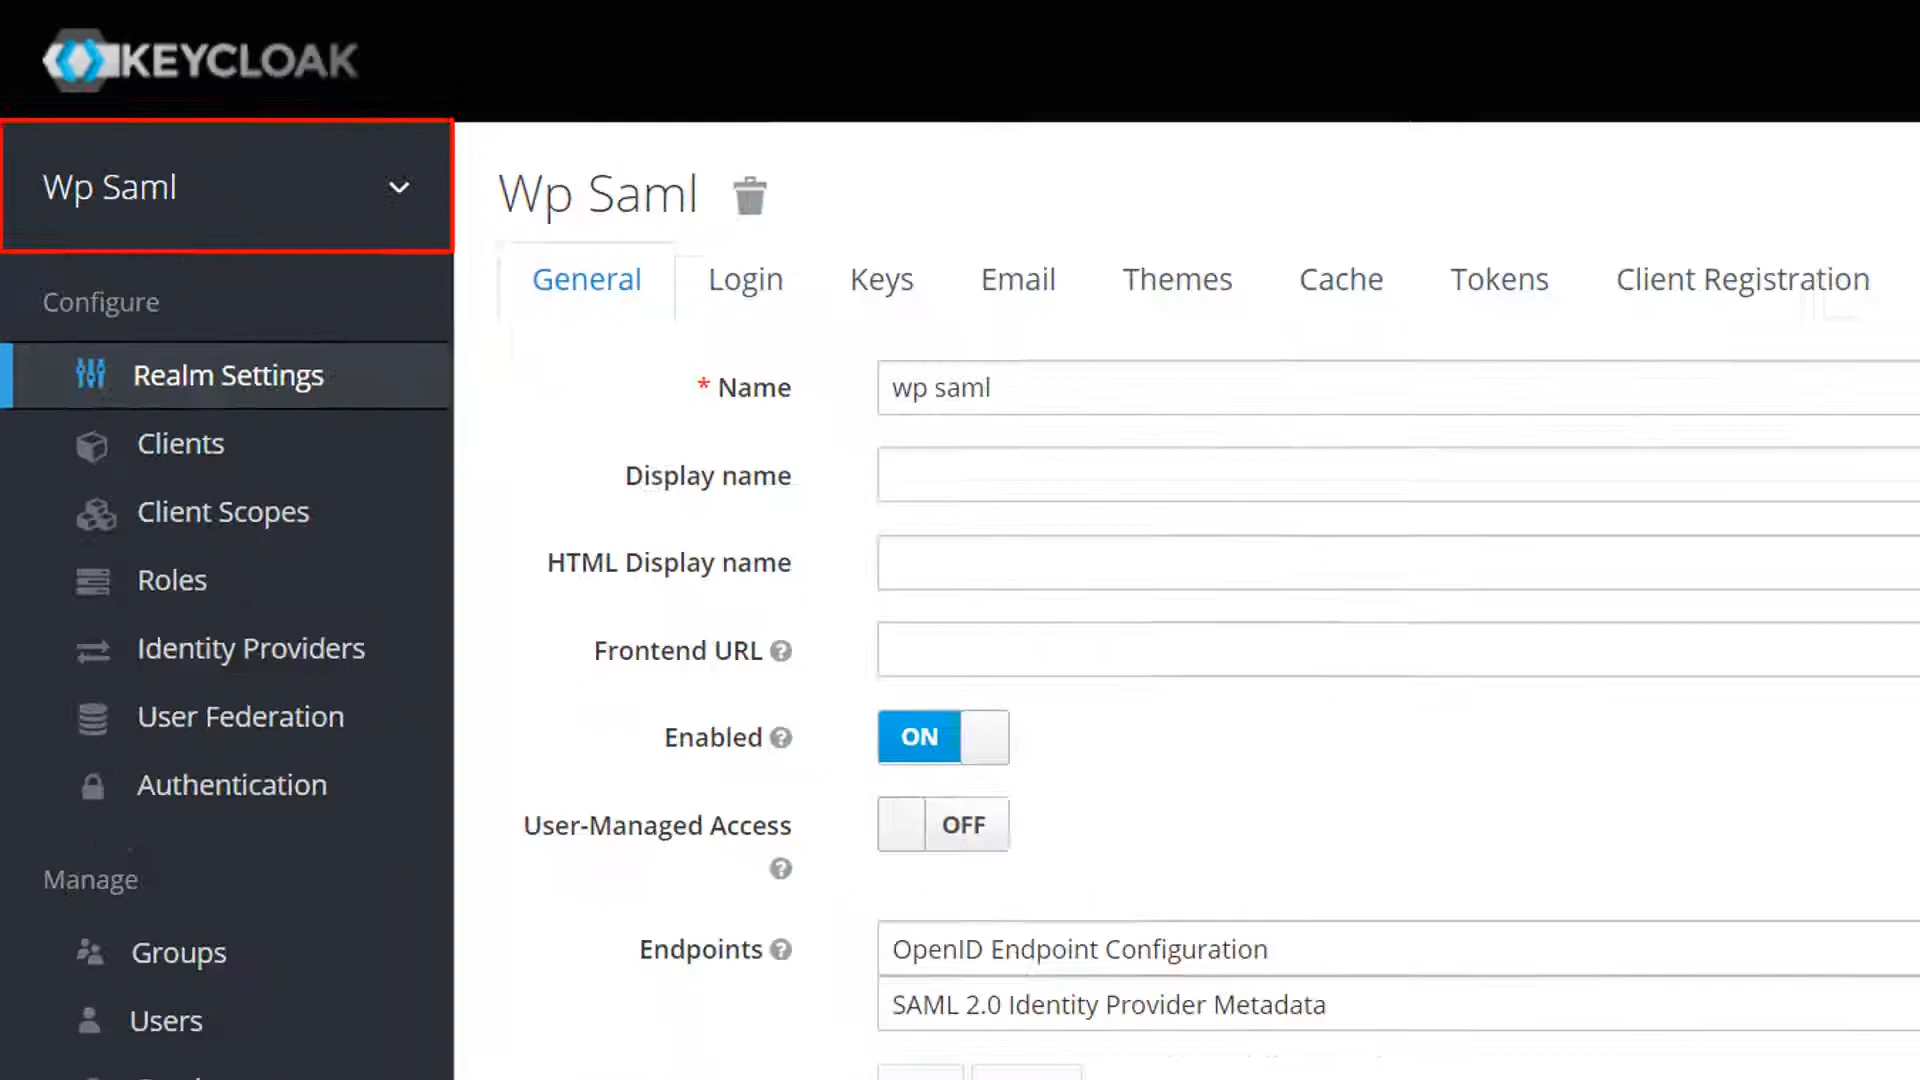 KEYCLOAK
Wp Saml
Configure
Realm Settings
Clients
Client Scopes
Roles
Identity Providers
User Federation
Authentication
Manage
Groups
Users
Wp Saml
General Login Keys Email Themes Cache Tokens Client Registration
* Name wp saml
Display name
HTML Display name
Frontend URL
Enabled ON
User-Managed Access OFF
Endpoints OpenID Endpoint Configuration
SAML 2.0 Identity Provider Metadata